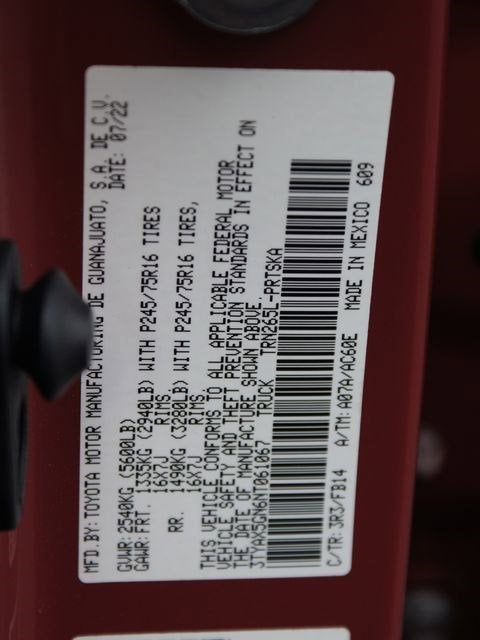 MFD. BY: TOYOTA MOTOR MANUFACTURING DE GUANAJUATO, S.A. DE C.V.
DATE: 07/22
GVWR: 2540KG (5600LB)
GAWR: FRT. 1335KG (2940LB) WITH P245/75R16 TIRES
16X7J RIMS,
RR. 1490KG (3280LB) WITH P245/75R16 TIRES,
16X7J RIMS.
THIS VEHICLE CONFORMS TO ALL APPLICABLE FEDERAL MOTOR
VEHICLE SAFETY AND THEFT PREVENTION STANDARDS IN EFFECT ON
THE DATE OF MANUFACTURE SHOWN ABOVE.
3TYAX5GN6NT061067 TRUCK TRN265L-PRTSKA
C/TR: 3R3/FB14 A/TM: A07A/AC60E MADE IN MEXICO 609